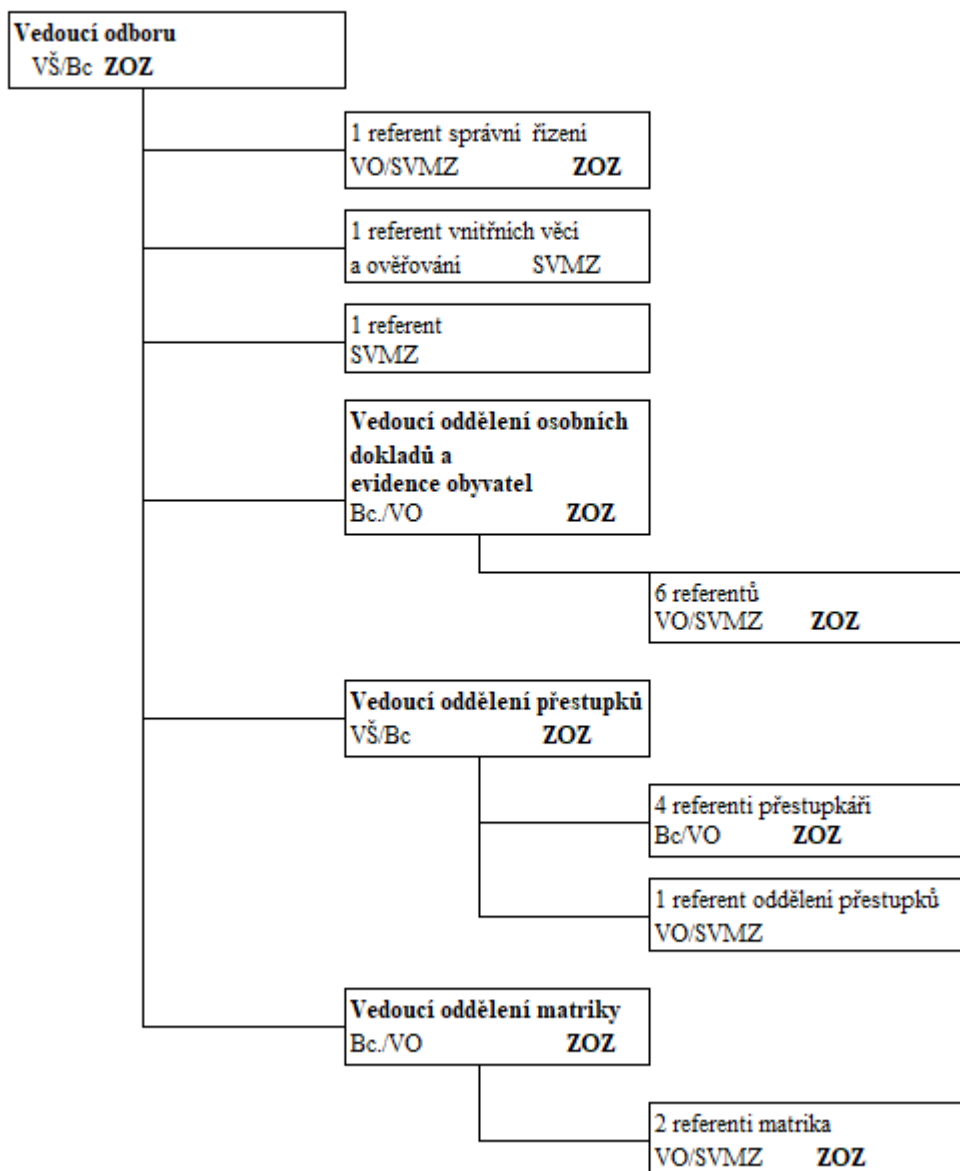 Vedoucí odboru
VŠ/Bc ZOZ
1 referent správní řízení
VO/SVMZ ZOZ
1 referent vnitřních věcí
a ověřování SVMZ
1 referent
SVMZ
Vedoucí oddělení osobních
dokladů a
evidence obyvatel
Bc./VO ZOZ
6 referentů
VO/SVMZ ZOZ
Vedoucí oddělení přestupků
VŠ/Bc ZOZ
4 referenti přestupkáři
Bc/VO ZOZ
1 referent oddělení přestupků
VO/SVMZ
Vedoucí oddělení matriky
Bc./VO ZOZ
2 referenti matrika
VO/SVMZ ZOZ